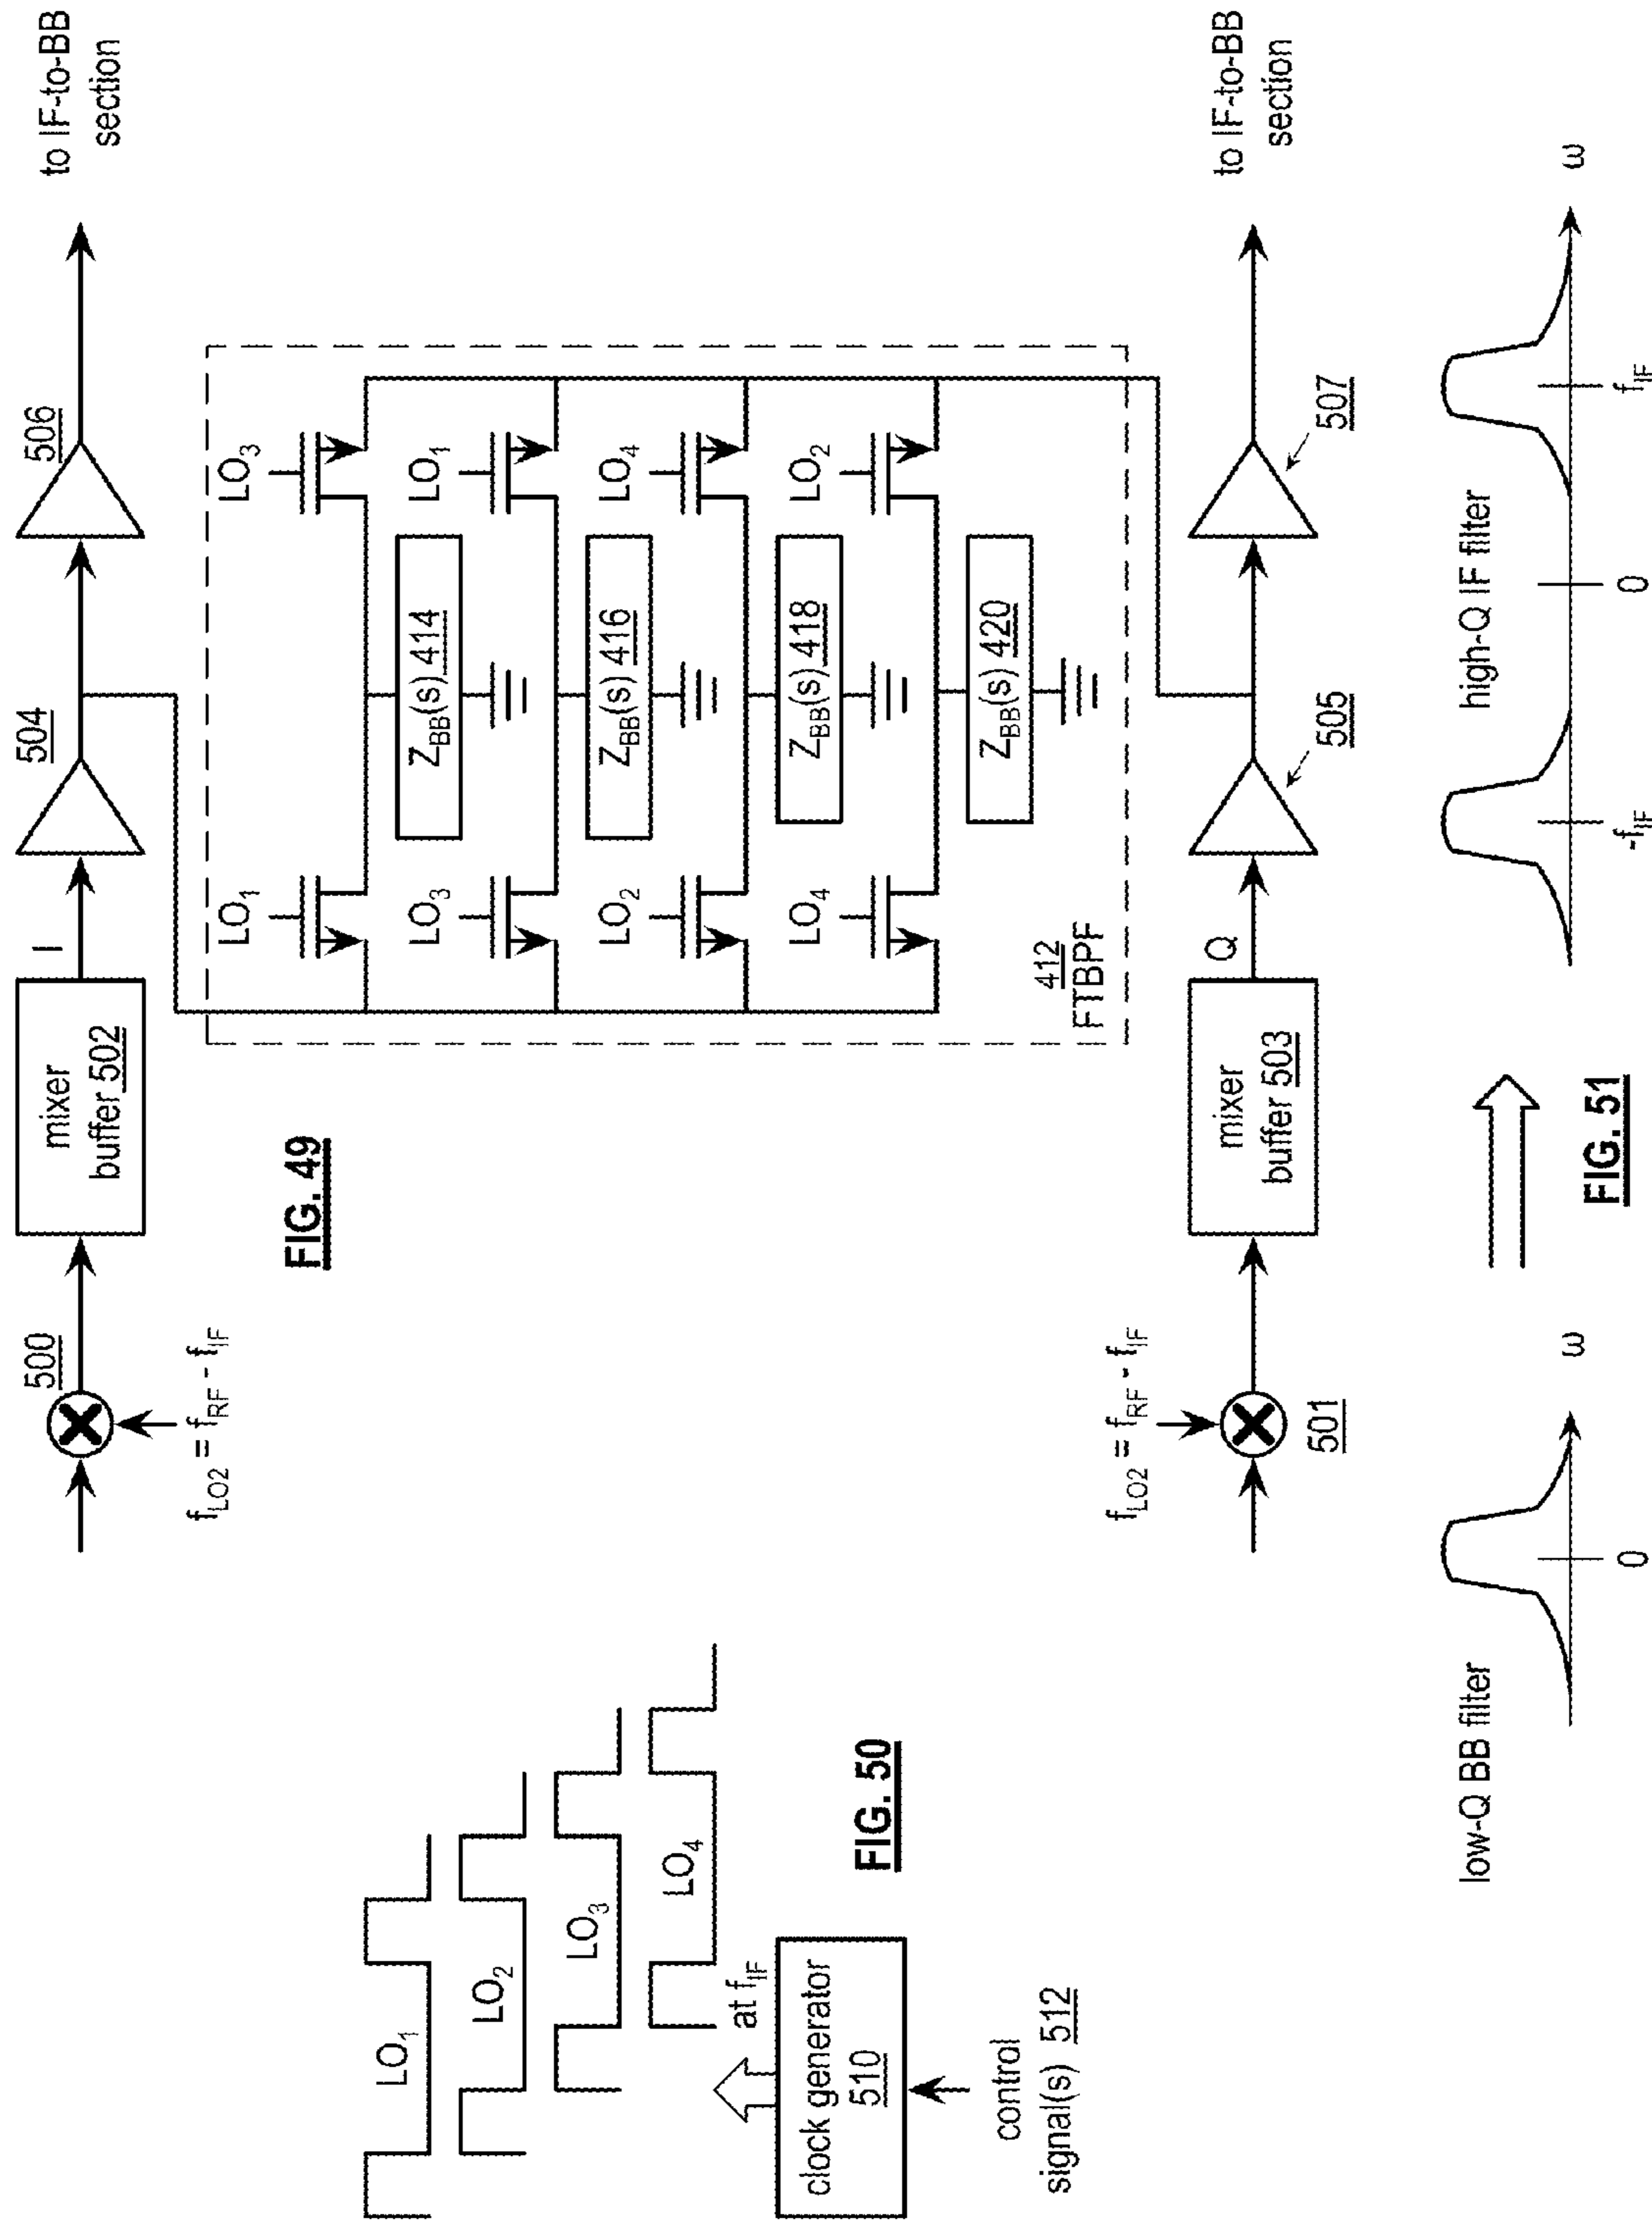 500
f_LO2 = f_RF - f_IF
mixer
buffer 502
I
504
506
to IF-to-BB
section
FIG. 49
LO1
LO3
Z_BB(s) 414
LO3
LO1
Z_BB(s) 416
LO2
LO4
Z_BB(s) 418
LO4
LO2
Z_BB(s) 420
412
FTBPF
f_LO2 = f_RF - f_IF
501
mixer
buffer 503
Q
505
507
to IF-to-BB
section
LO1
LO2
LO3
LO4
at f_IF
clock generator
510
control
signal(s) 512
FIG. 50
low-Q BB filter
0
ω
high-Q IF filter
-f_IF
0
f_IF
ω
FIG. 51